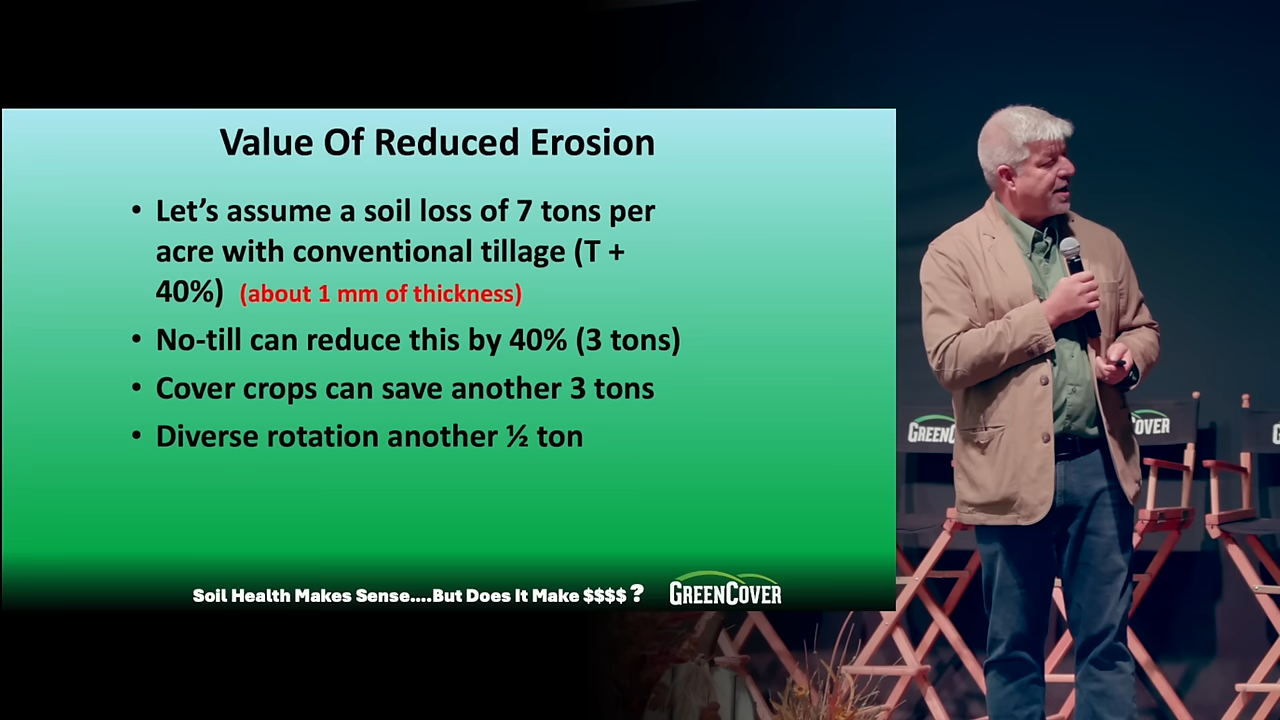 Value Of Reduced Erosion
• Let’s assume a soil loss of 7 tons per
acre with conventional tillage (T +
40%) (about 1 mm of thickness)
• No-till can reduce this by 40% (3 tons)
• Cover crops can save another 3 tons
• Diverse rotation another ½ ton
Soil Health Makes Sense....But Does It Make $$$$ ?
GREENCOVER
GREENC
OVER
G